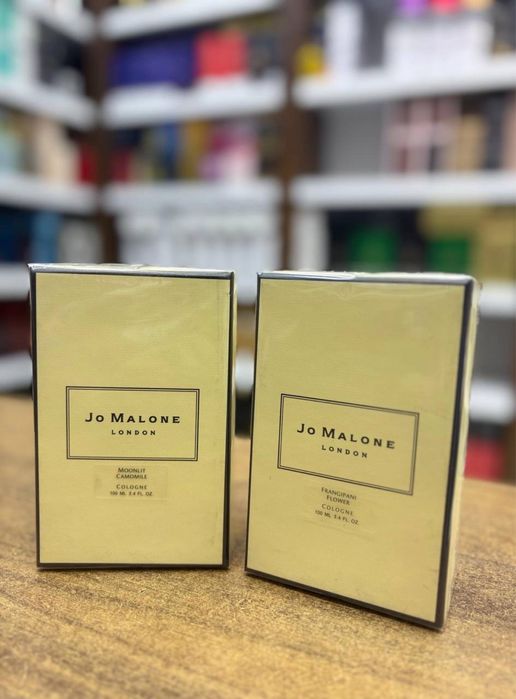 Jo Malone
London
Moonlit
Camomile
Cologne
100 ML 3.4 FL. OZ.
Jo Malone
London
Frangipani
Flower
Cologne
100 ML 3.4 FL. OZ.